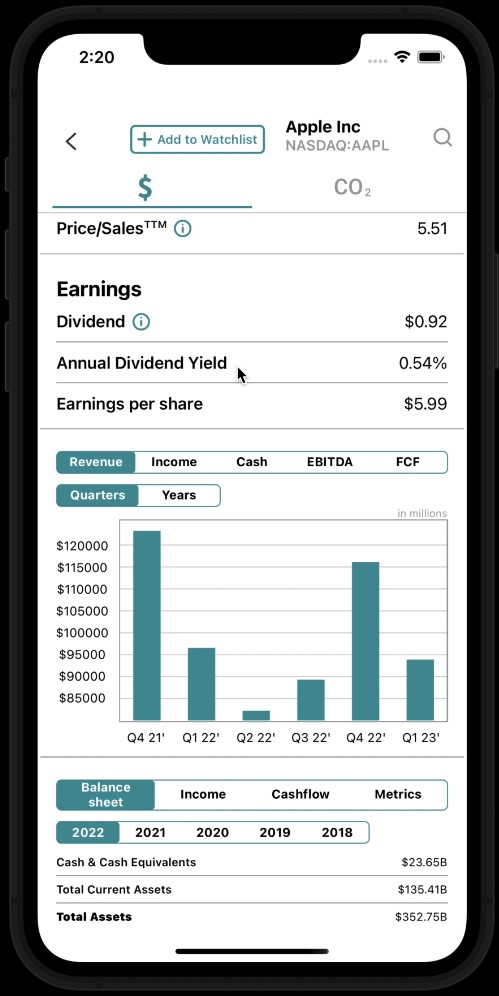 2:20
Add to Watchlist
Apple Inc
NASDAQ:AAPL
$
CO₂
Price/Sales™ 5.51
Earnings
Dividend $0.92
Annual Dividend Yield 0.54%
Earnings per share $5.99
Revenue Income Cash EBITDA FCF
Quarters Years
in millions
$120000
$115000
$110000
$105000
$100000
$95000
$90000
$85000
Q4 21' Q1 22' Q2 22' Q3 22' Q4 22' Q1 23'
Balance sheet Income Cashflow Metrics
2022 2021 2020 2019 2018
Cash & Cash Equivalents $23.65B
Total Current Assets $135.41B
Total Assets $352.75B